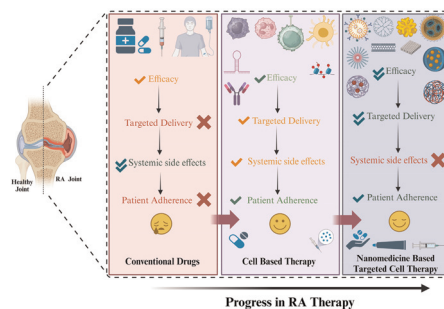 Efficacy
Targeted Delivery
Systemic side effects
Patient Adherence
Conventional Drugs
Efficacy
Targeted Delivery
Systemic side effects
Patient Adherence
Cell Based Therapy
Efficacy
Targeted Delivery
Systemic side effects
Patient Adherence
Nanomedicine Based
Targeted Cell Therapy
Healthy
Joint
RA Joint
Progress in RA Therapy